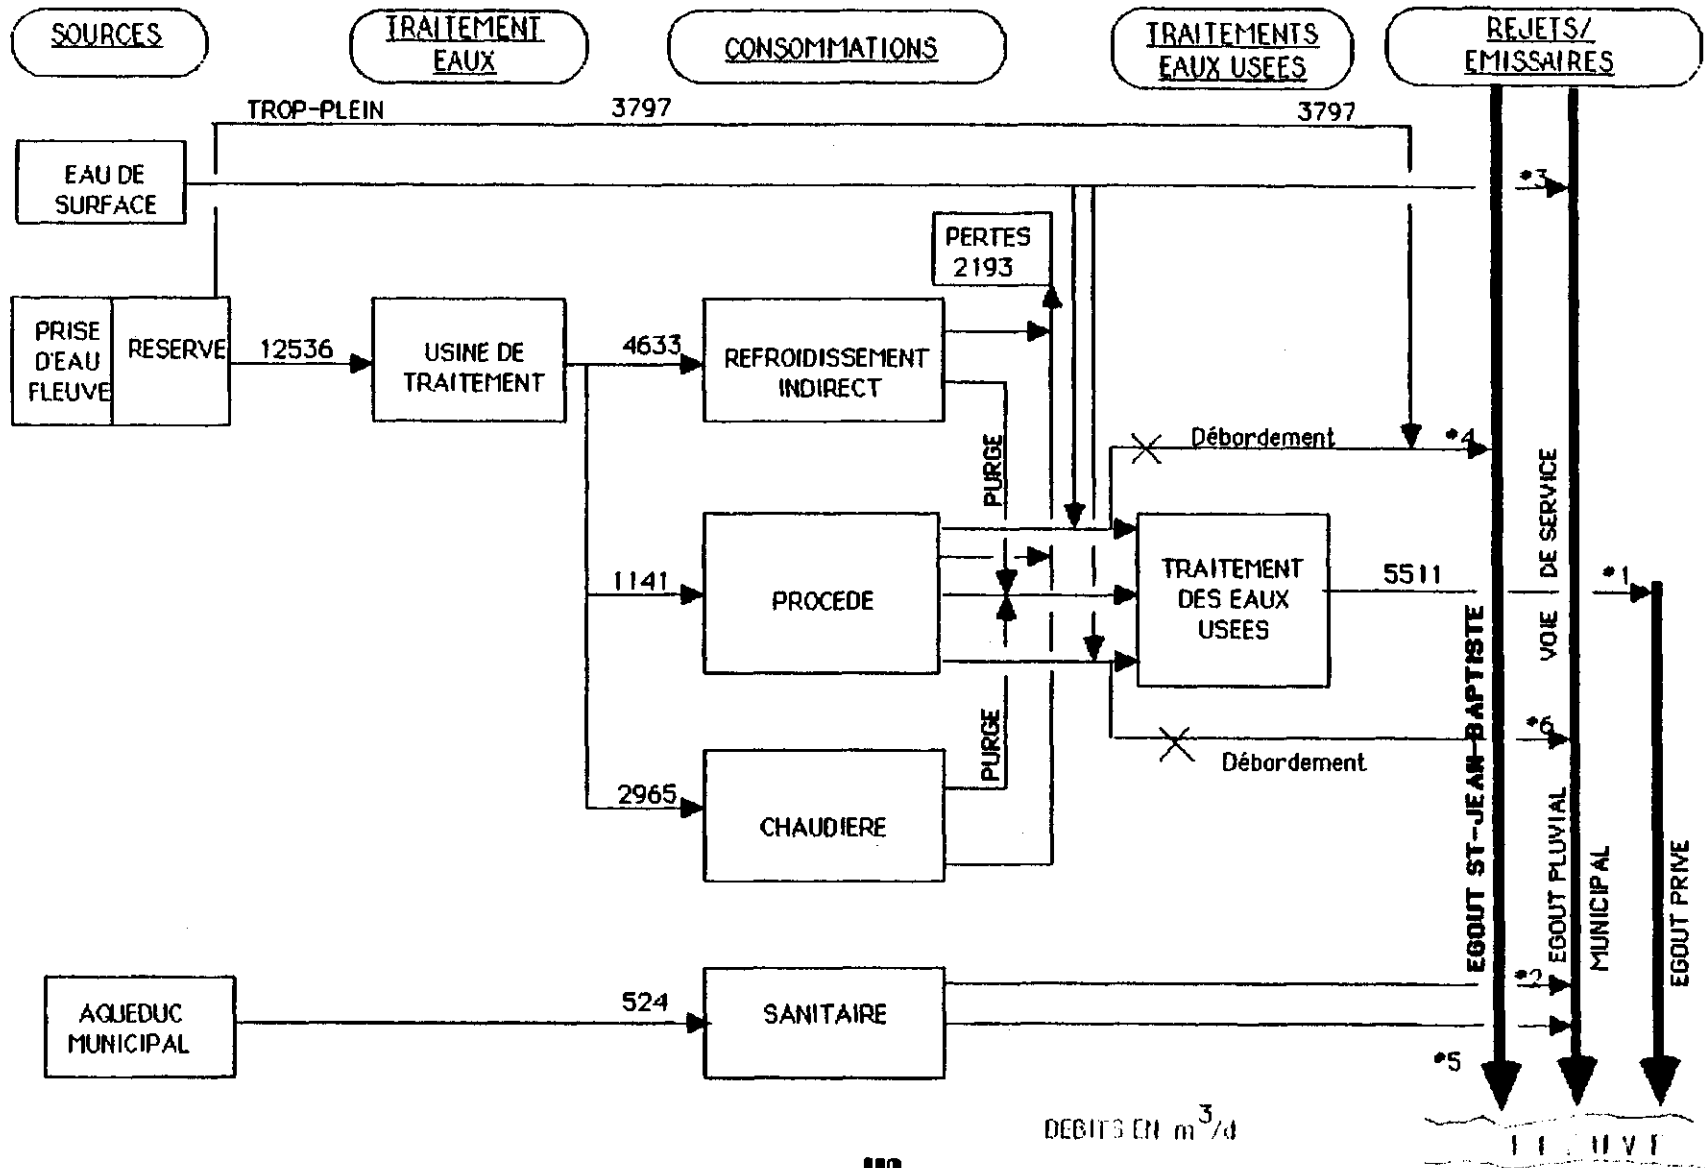 SOURCES
TRAITEMENT
EAUX
CONSOMMATIONS
TRAITEMENTS
EAUX USEES
REJETS/
EMISSAIRES
TROP-PLEIN
3797
3797
EAU DE
SURFACE
*3
PERTES
2193
PRISE
D'EAU
FLEUVE
RESERVE
12536
USINE DE
TRAITEMENT
4633
REFROIDISSEMENT
INDIRECT
PURGE
Débordement
*4
1141
PROCEDE
TRAITEMENT
DES EAUX
USEES
5511
*1
VOIE DE SERVICE
EGOUT ST-JEAN-BAPTISTE
PURGE
*6
Débordement
2965
CHAUDIERE
EGOUT PLUVIAL
MUNICIPAL
EGOUT PRIVE
AQUEDUC
MUNICIPAL
524
SANITAIRE
*2
*5
DEBITS EN m3/d